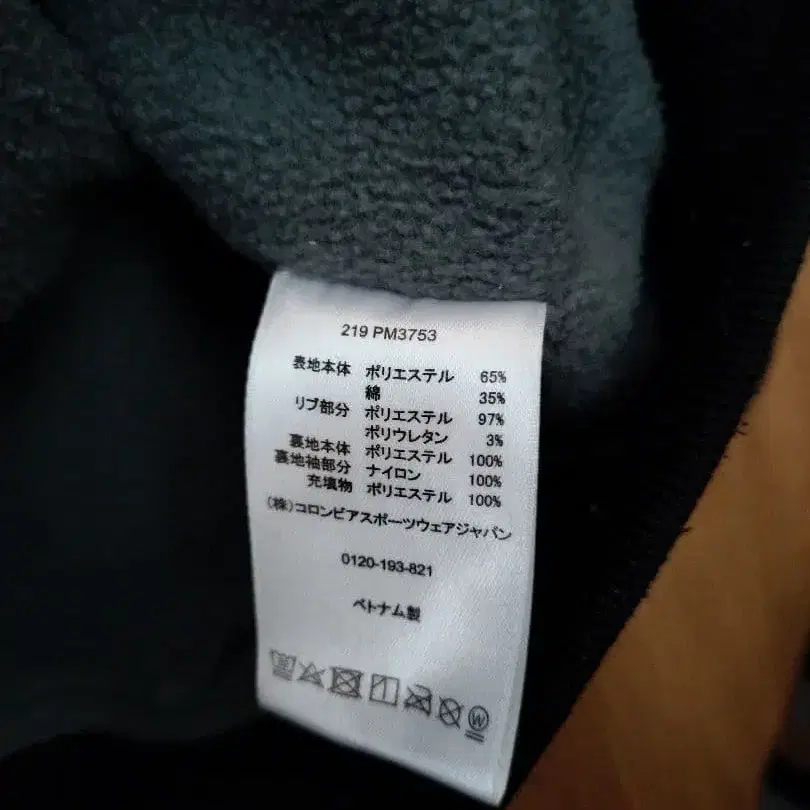 219 PM3753
表地本体 ポリエステル 65%
綿 35%
リブ部分 ポリエステル 97%
ポリウレタン 3%
裏地本体 ポリエステル 100%
裏地袖部分 ナイロン 100%
充填物 ポリエステル 100%
(株)コロンビアスポーツウェアジャパン
0120-193-821
ベトナム製
W